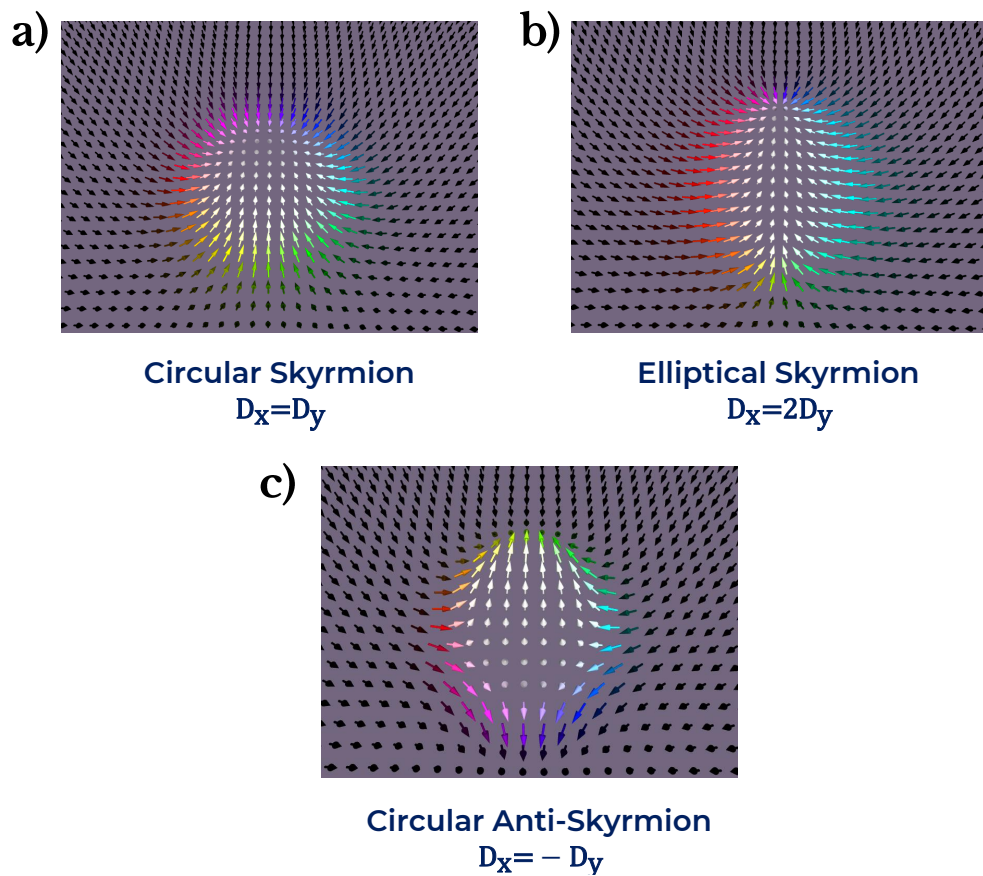 a)
b)
Circular Skyrmion
Dx=Dy
Elliptical Skyrmion
Dx=2Dy
c)
Circular Anti-Skyrmion
Dx= − Dy